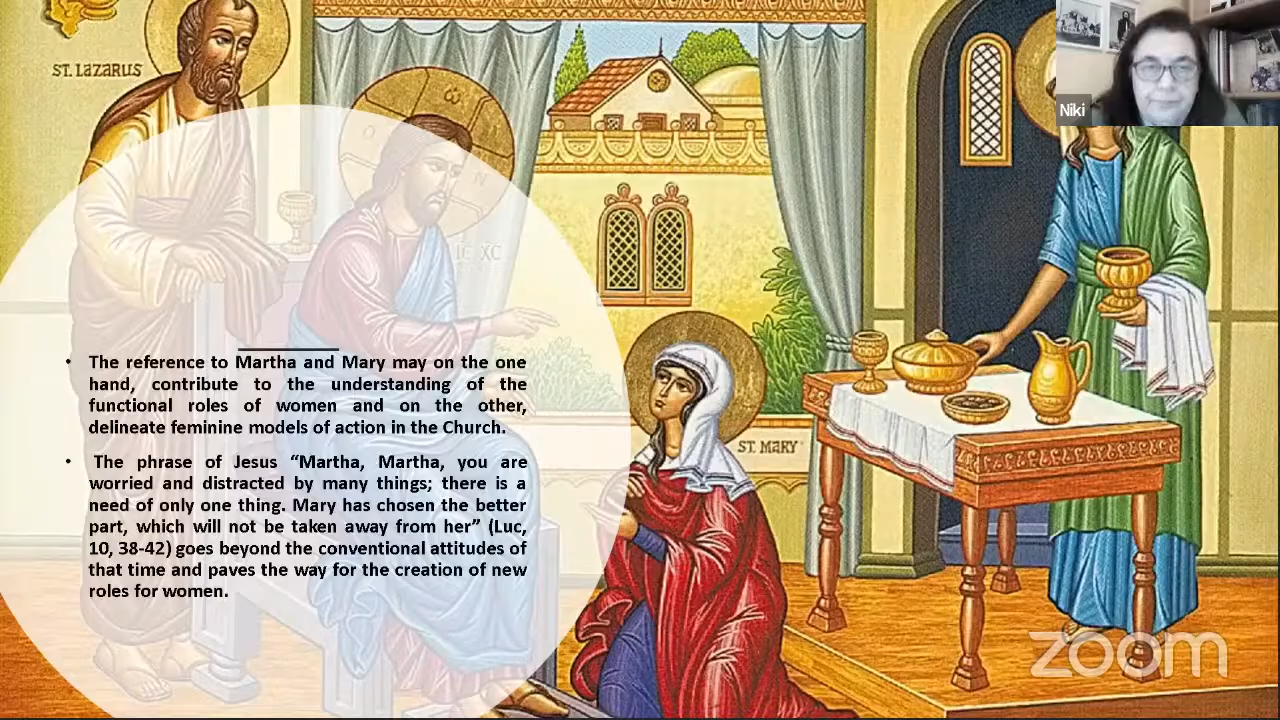 ST. LAZARUS
Niki
Ο ώ Ν
IC XC
ST. MARY
• The reference to Martha and Mary may on the one
hand, contribute to the understanding of the
functional roles of women and on the other,
delineate feminine models of action in the Church.
• The phrase of Jesus “Martha, Martha, you are
worried and distracted by many things; there is a
need of only one thing. Mary has chosen the better
part, which will not be taken away from her” (Luc,
10, 38-42) goes beyond the conventional attitudes of
that time and paves the way for the creation of new
roles for women.
zoom